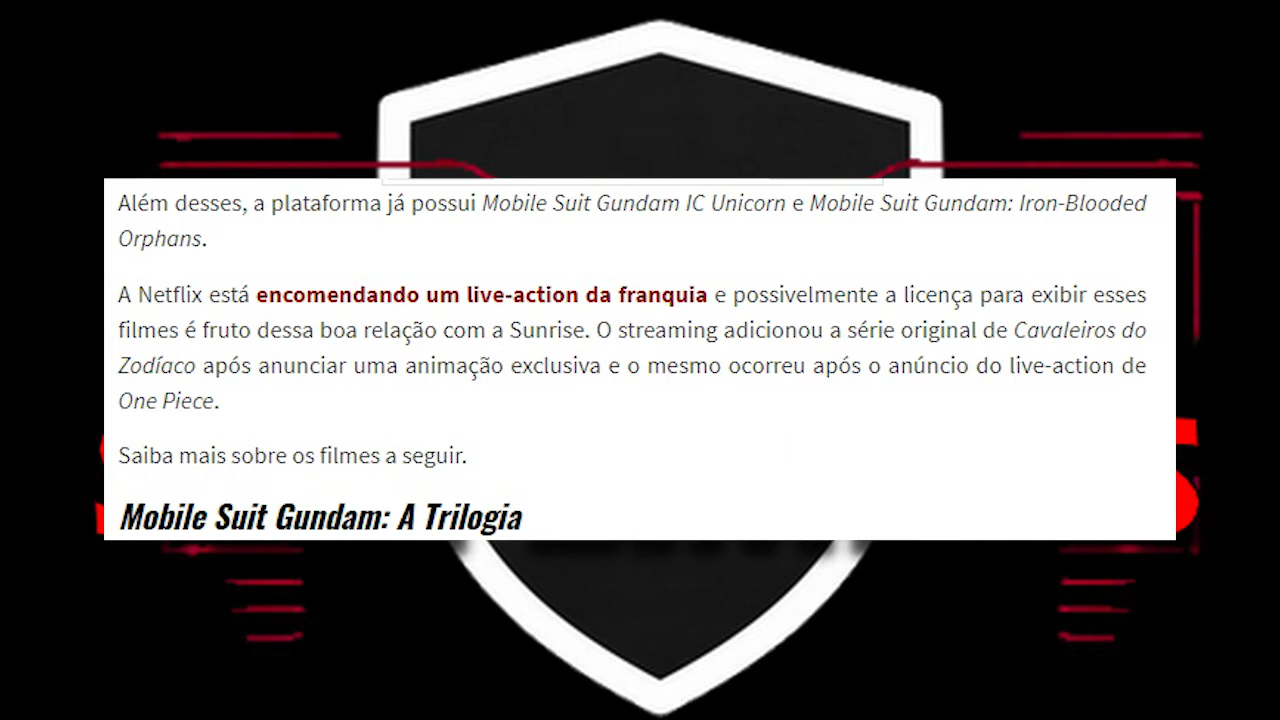 Além desses, a plataforma já possui Mobile Suit Gundam IC Unicorn e Mobile Suit Gundam: Iron-Blooded
Orphans.
A Netflix está encomendando um live-action da franquia e possivelmente a licença para exibir esses
filmes é fruto dessa boa relação com a Sunrise. O streaming adicionou a série original de Cavaleiros do
Zodíaco após anunciar uma animação exclusiva e o mesmo ocorreu após o anúncio do live-action de
One Piece.
Saiba mais sobre os filmes a seguir.
Mobile Suit Gundam: A Trilogia